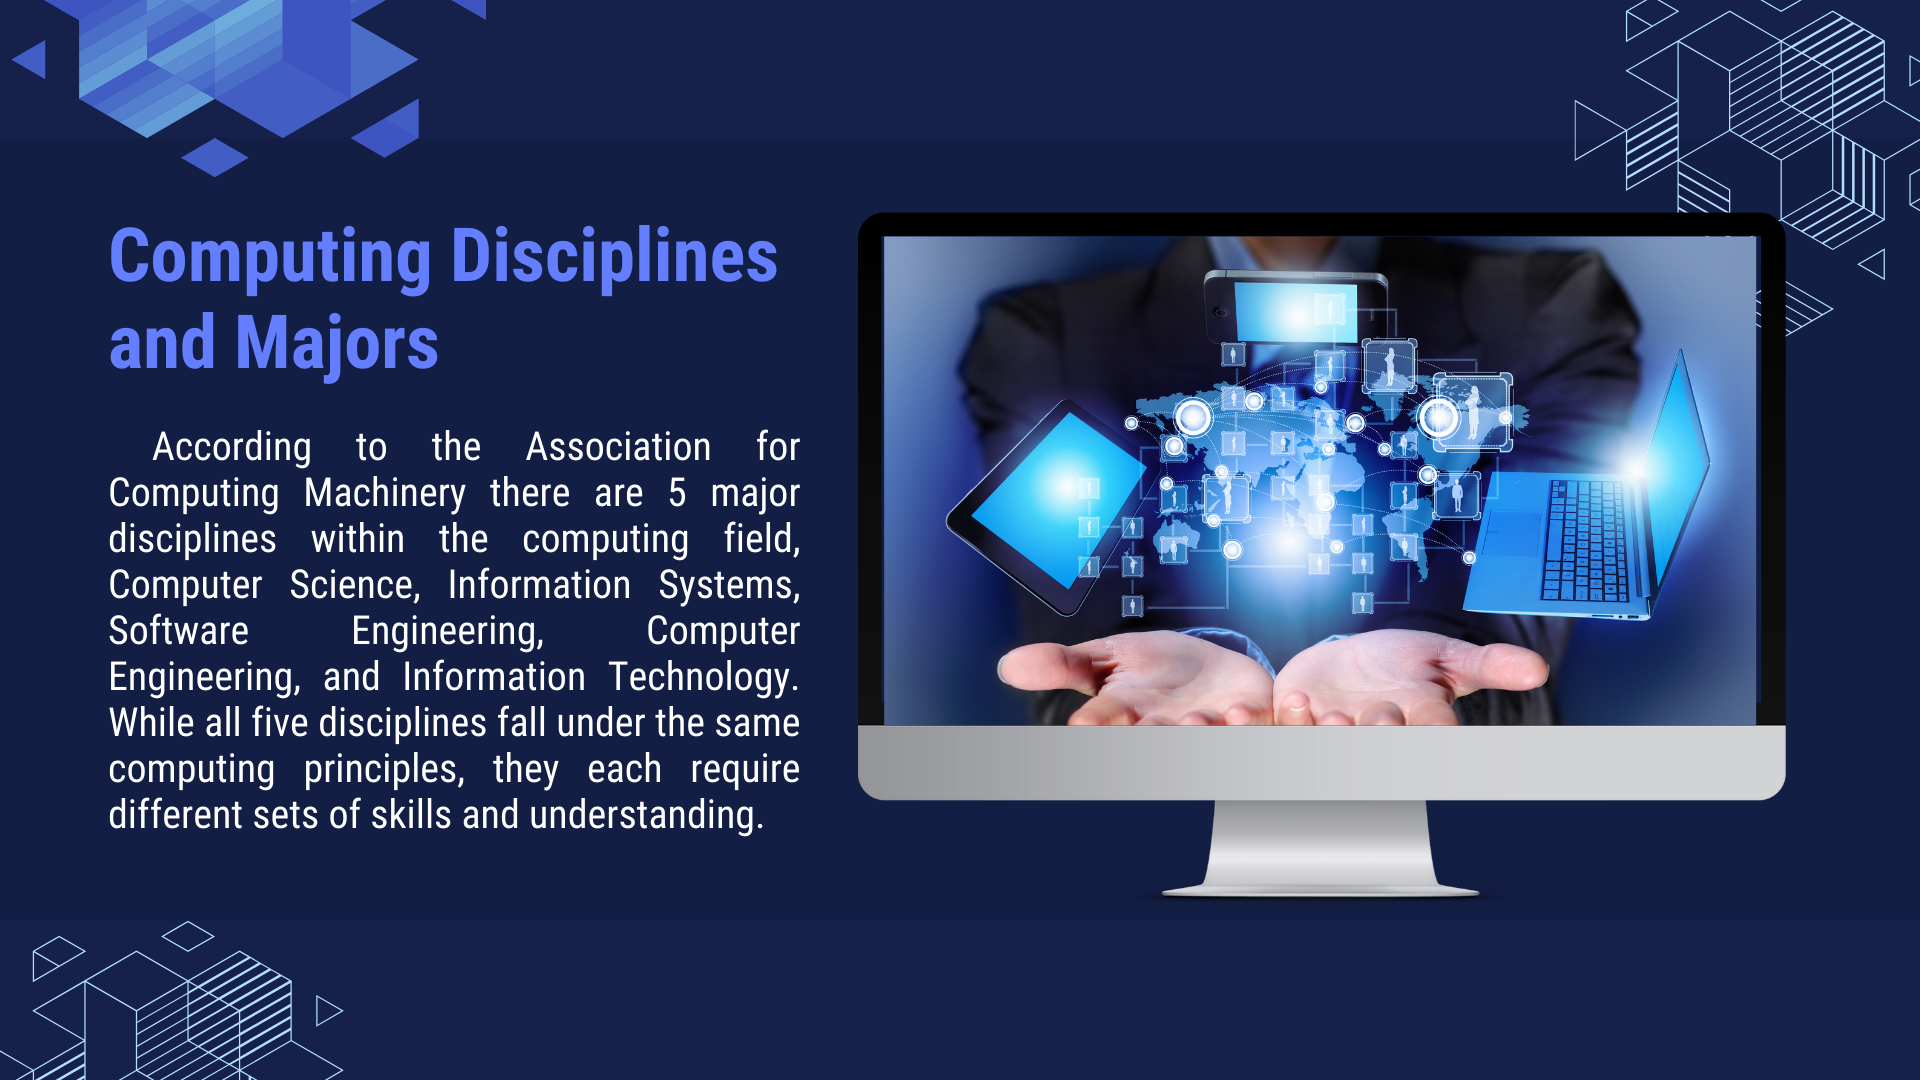 Computing Disciplines
and Majors
According to the Association for
Computing Machinery there are 5 major
disciplines within the computing field,
Computer Science, Information Systems,
Software Engineering, Computer
Engineering, and Information Technology.
While all five disciplines fall under the same
computing principles, they each require
different sets of skills and understanding.